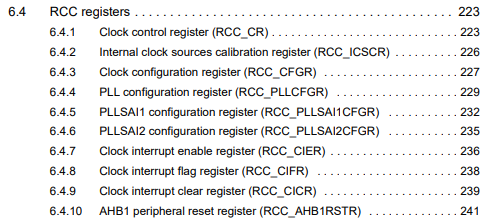 6.4 RCC registers . . . . . . . . . . . . . . . . . . . . . . . . . . . . . . . . . . . . . . . . . . 223
6.4.1 Clock control register (RCC_CR) . . . . . . . . . . . . . . . . . . . . . . . . . . . . 223
6.4.2 Internal clock sources calibration register (RCC_ICSCR) . . . . . . . . . . 226
6.4.3 Clock configuration register (RCC_CFGR) . . . . . . . . . . . . . . . . . . . . . 227
6.4.4 PLL configuration register (RCC_PLLCFGR) . . . . . . . . . . . . . . . . . . . 229
6.4.5 PLLSAI1 configuration register (RCC_PLLSAI1CFGR) . . . . . . . . . . . 232
6.4.6 PLLSAI2 configuration register (RCC_PLLSAI2CFGR) . . . . . . . . . . . 235
6.4.7 Clock interrupt enable register (RCC_CIER) . . . . . . . . . . . . . . . . . . . 236
6.4.8 Clock interrupt flag register (RCC_CIFR) . . . . . . . . . . . . . . . . . . . . . . 238
6.4.9 Clock interrupt clear register (RCC_CICR) . . . . . . . . . . . . . . . . . . . . . 239
6.4.10 AHB1 peripheral reset register (RCC_AHB1RSTR) . . . . . . . . . . . . . . 241